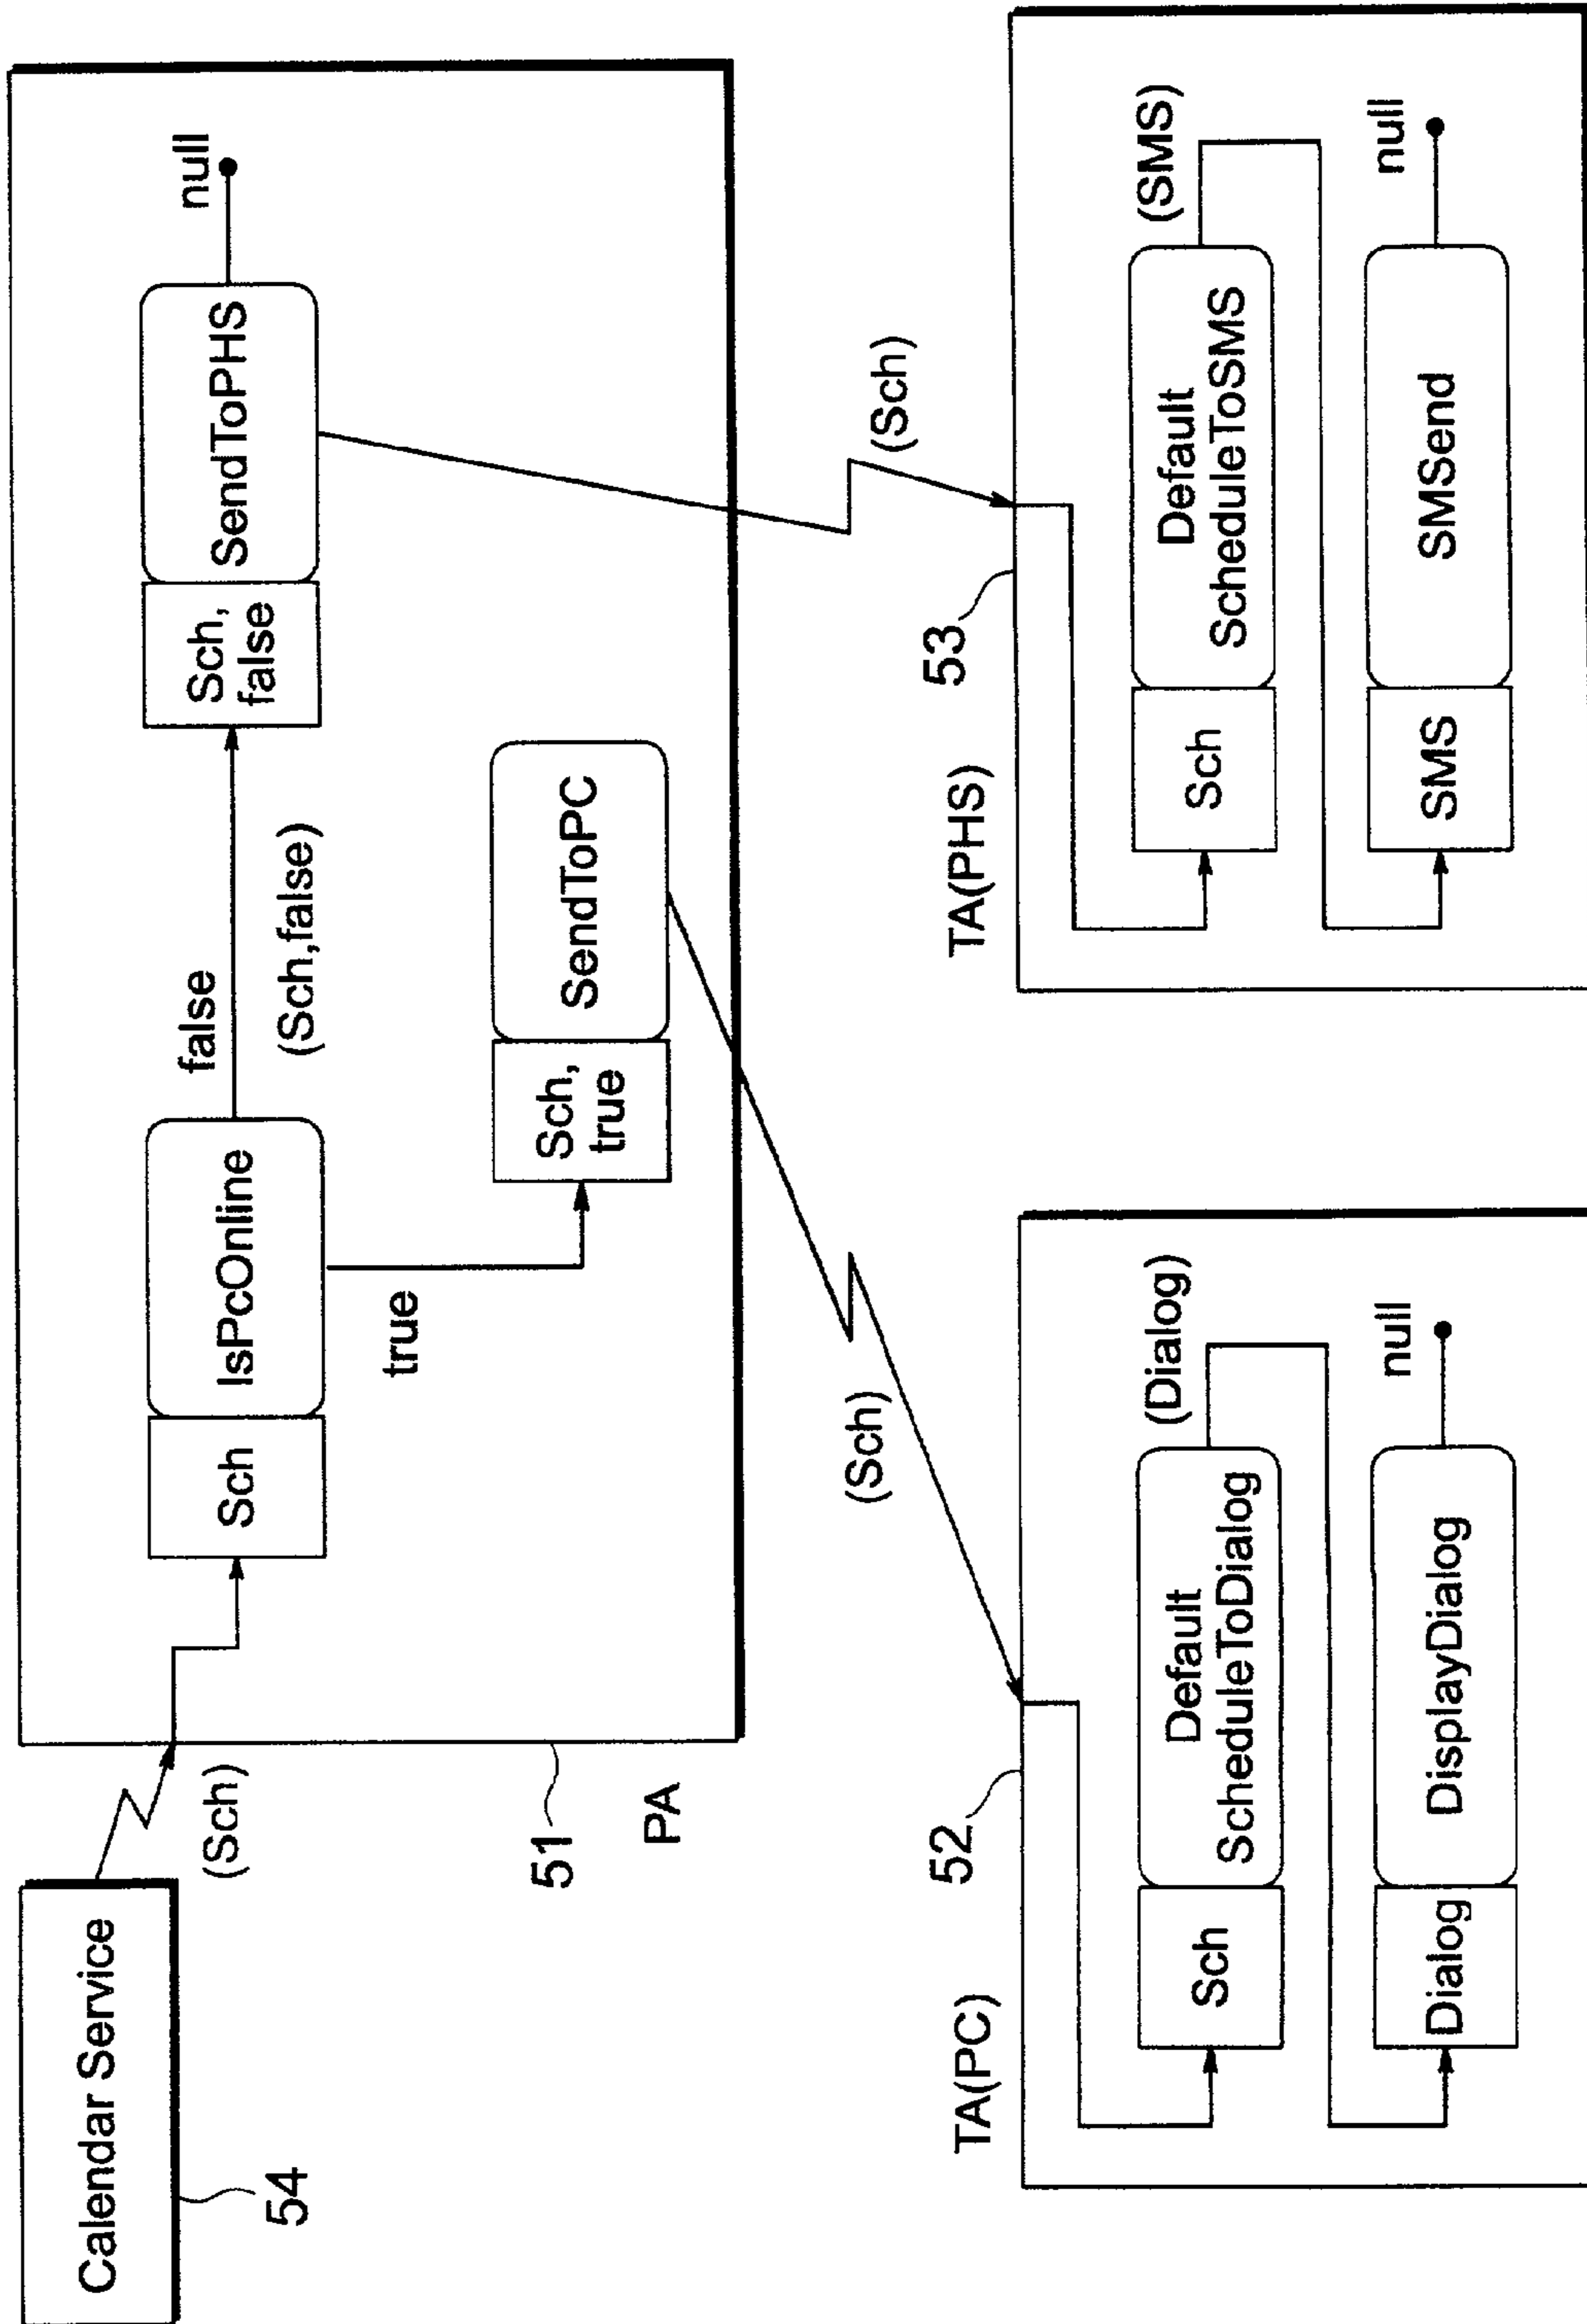 Calendar Service
54
(Sch)
51
PA
Sch
IsPcOnline
false
(Sch,false)
true
Sch,
false
SendToPHS
null
Sch,
true
SendToPC
(Sch)
(Sch)
52
TA(PC)
Sch
Default
ScheduleToDialog
(Dialog)
Dialog
DisplayDialog
null
53
TA(PHS)
Sch
Default
ScheduleToSMS
(SMS)
SMS
SMSend
null